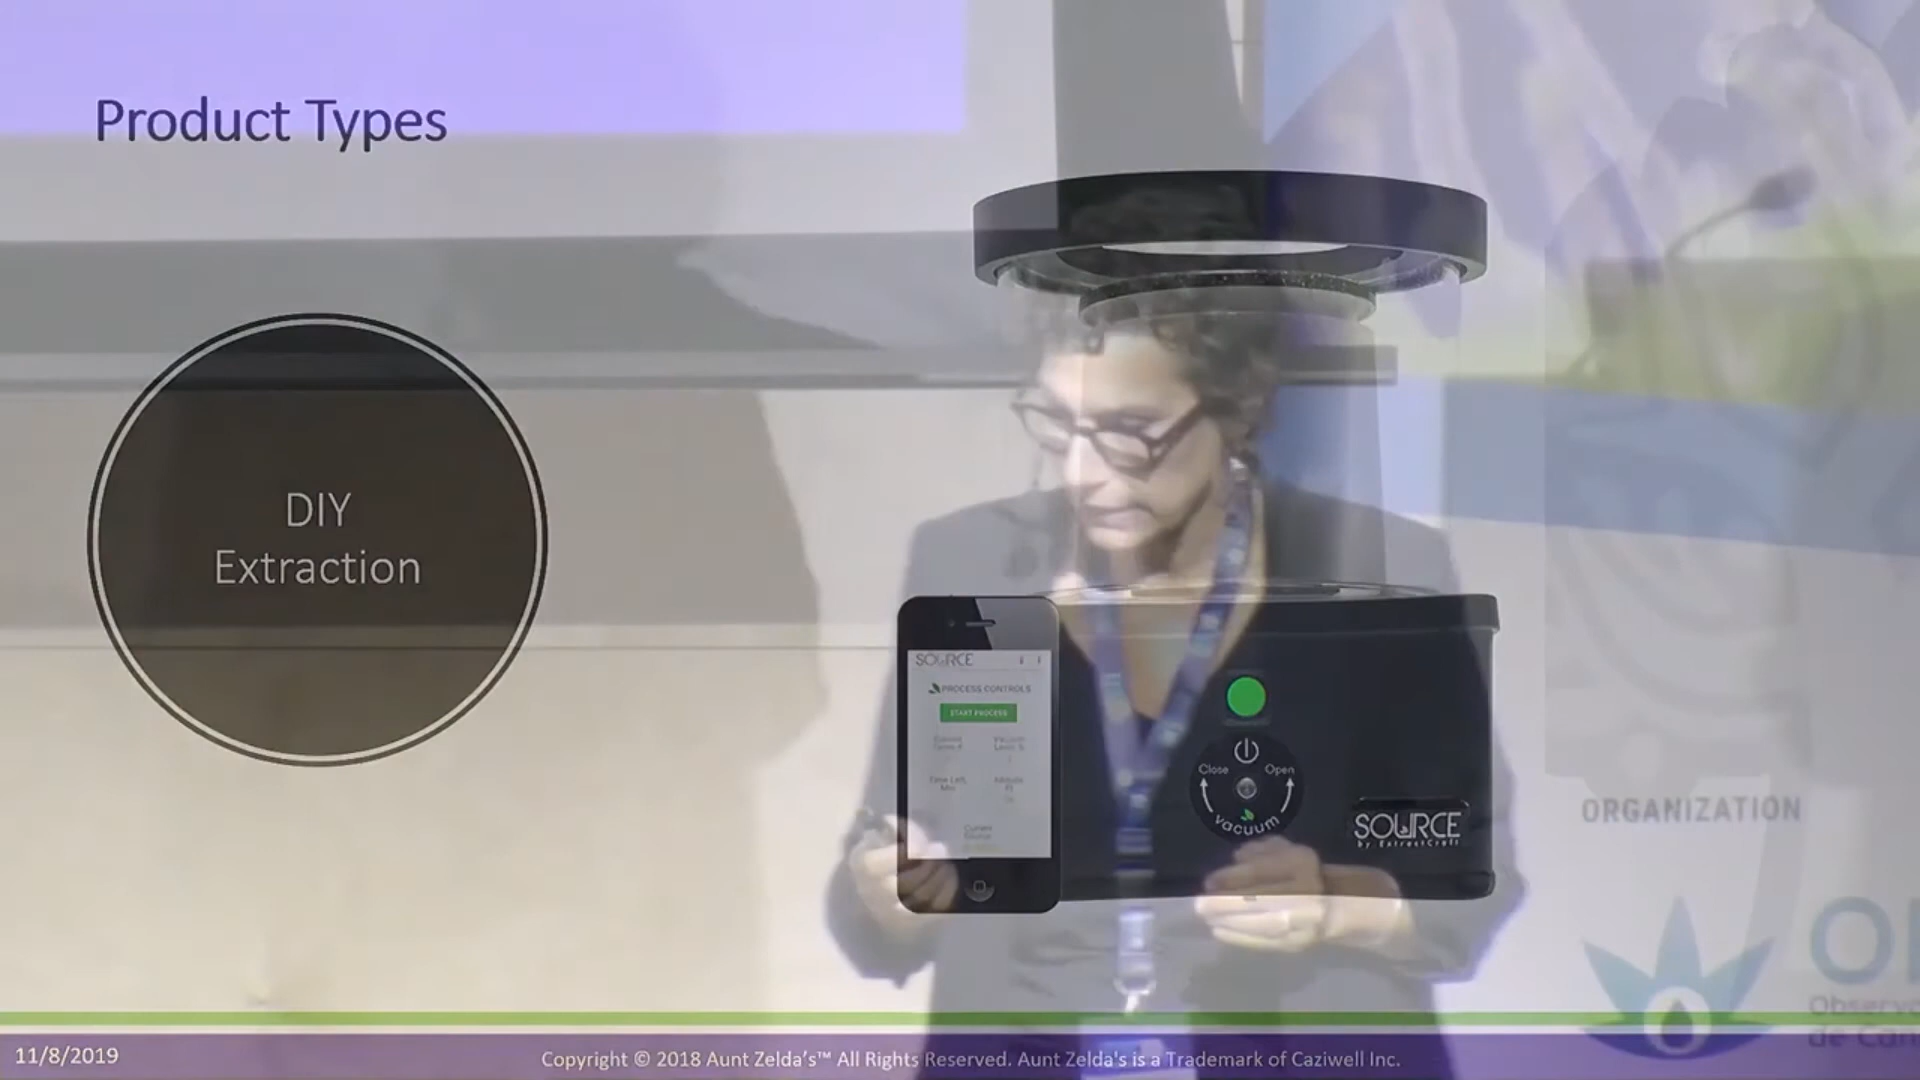 Product Types
DIY
Extraction
SOURCE
PROCESS CONTROLS
START PROCESS
Close
Open
vacuum
SOURCE
by ExtractCraft
ORGANIZATION
11/8/2019
Copyright © 2018 Aunt Zelda's™ All Rights Reserved. Aunt Zelda's is a Trademark of Caziwell Inc.